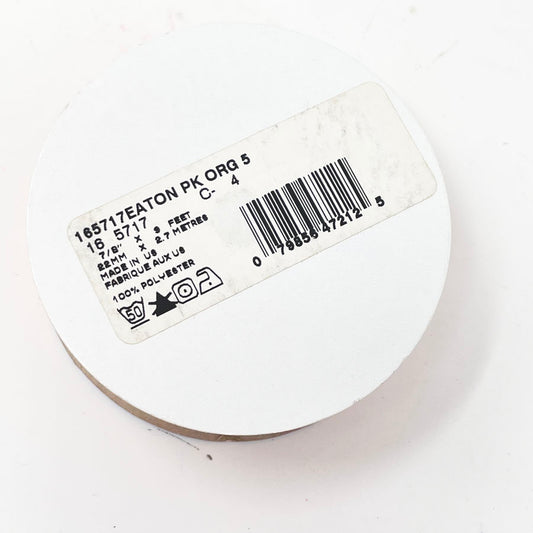 165717EATON PK ORG 5
16 5717 C- 4
7/8" X 9 FEET
22MM X 2.7 METRES
MADE IN US
FABRIQUE AUX US
100% POLYESTER
50
0 79856 47212 5